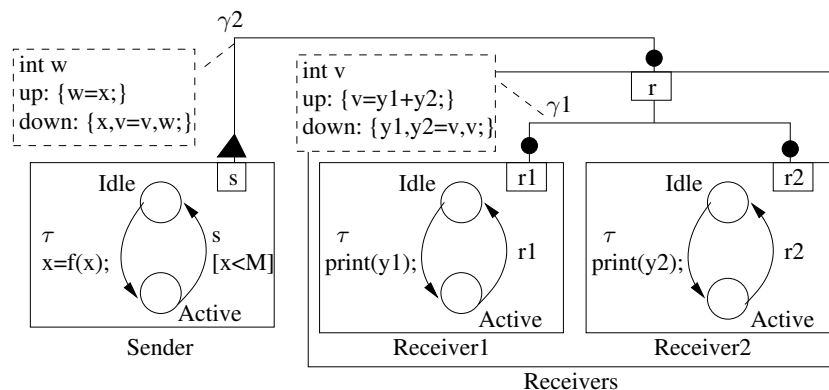 γ2
int w
up: {w=x;}
down: {x,v=v,w;}
int v
up: {v=y1+y2;}
down: {y1,y2=v,v;}
r
γ1
s
r1
r2
Idle
τ
x=f(x);
s
[x<M]
Active
Idle
τ
print(y1);
r1
Active
Idle
τ
print(y2);
r2
Active
Sender
Receiver1
Receiver2
Receivers